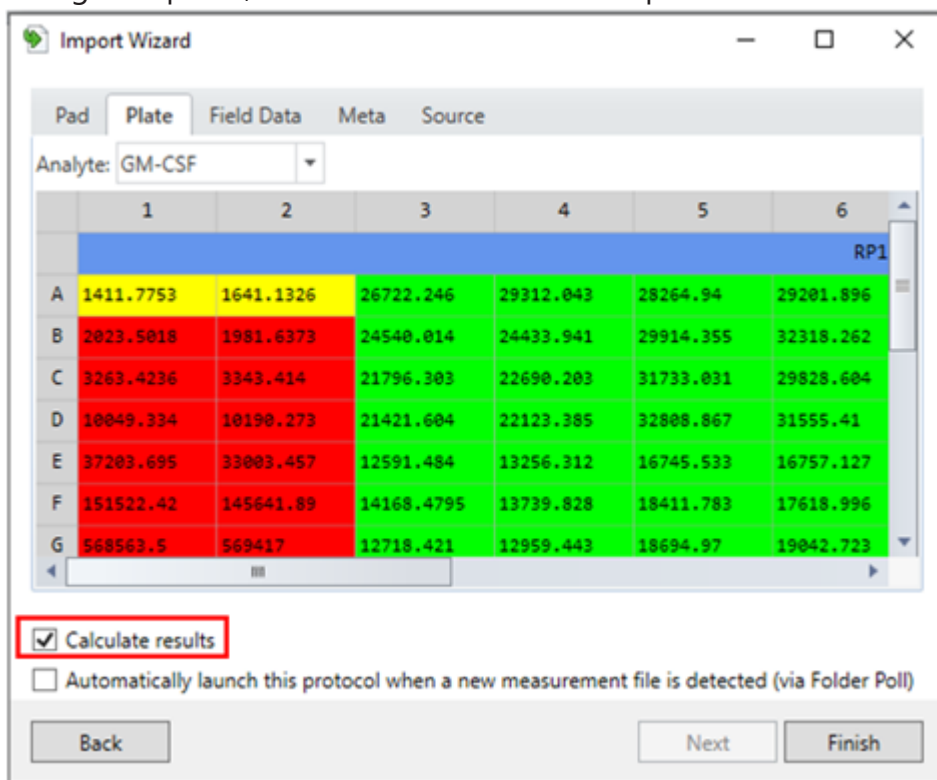 Import Wizard
Pad Plate Field Data Meta Source
Analyte: GM-CSF
1 2 3 4 5 6
RP1
A 1411.7753 1641.1326 26722.246 29312.043 28264.94 29201.896
B 2023.5018 1981.6373 24540.014 24433.941 29914.355 32318.262
C 3263.4236 3343.414 21796.303 22690.203 31733.031 29828.604
D 10049.334 10190.273 21421.604 22123.385 32808.867 31555.41
E 37203.695 33003.457 12591.484 13256.312 16745.533 16757.127
F 151522.42 145641.89 14168.4795 13739.828 18411.783 17618.996
G 568563.5 569417 12718.421 12959.443 18694.97 19042.723
Calculate results
Automatically launch this protocol when a new measurement file is detected (via Folder Poll)
Back Next Finish